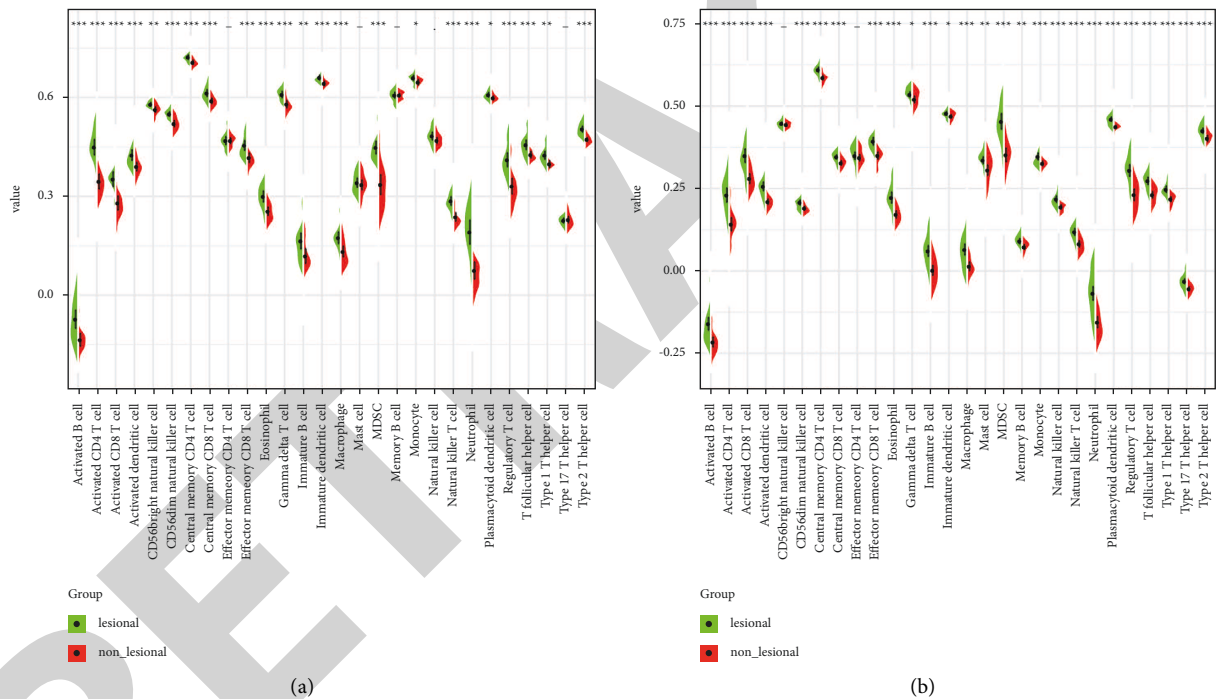 *** *** *** *** ** *** *** *** – *** *** *** *** ** *** – *** – * . *** *** * *** *** ** – ***
value
0.6
0.3
0.0
Activated B cell
Activated CD4 T cell
Activated CD8 T cell
Activated dendritic cell
CD56bright natural killer cell
CD56dim natural killer cell
Central memory CD4 T cell
Central memory CD8 T cell
Effector memeory CD4 T cell
Effector memeory CD8 T cell
Eosinophil
Gamma delta T cell
Immature B cell
Immature dendritic cell
Macrophage
Mast cell
MDSC
Memory B cell
Monocyte
Natural killer cell
Natural killer T cell
Neutrophil
Plasmacytoid dendritic cell
Regulatory T cell
T follicular helper cell
Type 1 T helper cell
Type 17 T helper cell
Type 2 T helper cell
Group
lesional
non_lesional
(a)
*** *** *** *** – *** *** *** – *** *** * *** * *** ** *** ** *** *** *** *** *** *** *** *** *** ***
value
0.75
0.50
0.25
0.00
-0.25
Activated B cell
Activated CD4 T cell
Activated CD8 T cell
Activated dendritic cell
CD56bright natural killer cell
CD56dim natural killer cell
Central memory CD4 T cell
Central memory CD8 T cell
Effector memeory CD4 T cell
Effector memeory CD8 T cell
Eosinophil
Gamma delta T cell
Immature B cell
Immature dendritic cell
Macrophage
Mast cell
MDSC
Memory B cell
Monocyte
Natural killer cell
Natural killer T cell
Neutrophil
Plasmacytoid dendritic cell
Regulatory T cell
T follicular helper cell
Type 1 T helper cell
Type 17 T helper cell
Type 2 T helper cell
Group
lesional
non_lesional
(b)